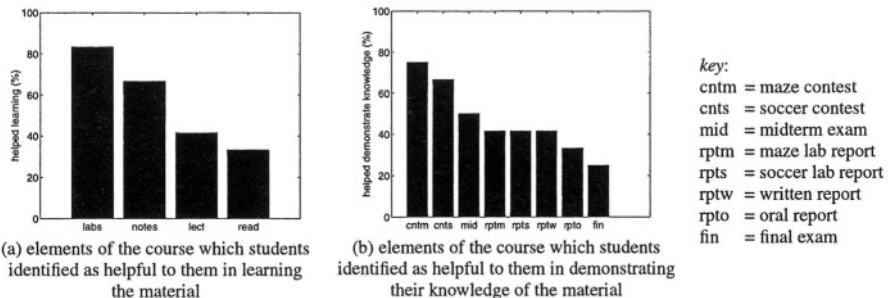 100
80
60
40
20
0
helped learning (%)
labs notes lect read
(a) elements of the course which students
identified as helpful to them in learning
the material
100
80
60
40
20
0
helped demonstrate knowledge (%)
cntm cnts mid rptm rpts rptw rpto fin
(b) elements of the course which students
identified as helpful to them in demonstrating
their knowledge of the material
key:
cntm = maze contest
cnts = soccer contest
mid = midterm exam
rptm = maze lab report
rpts = soccer lab report
rptw = written report
rpto = oral report
fin = final exam